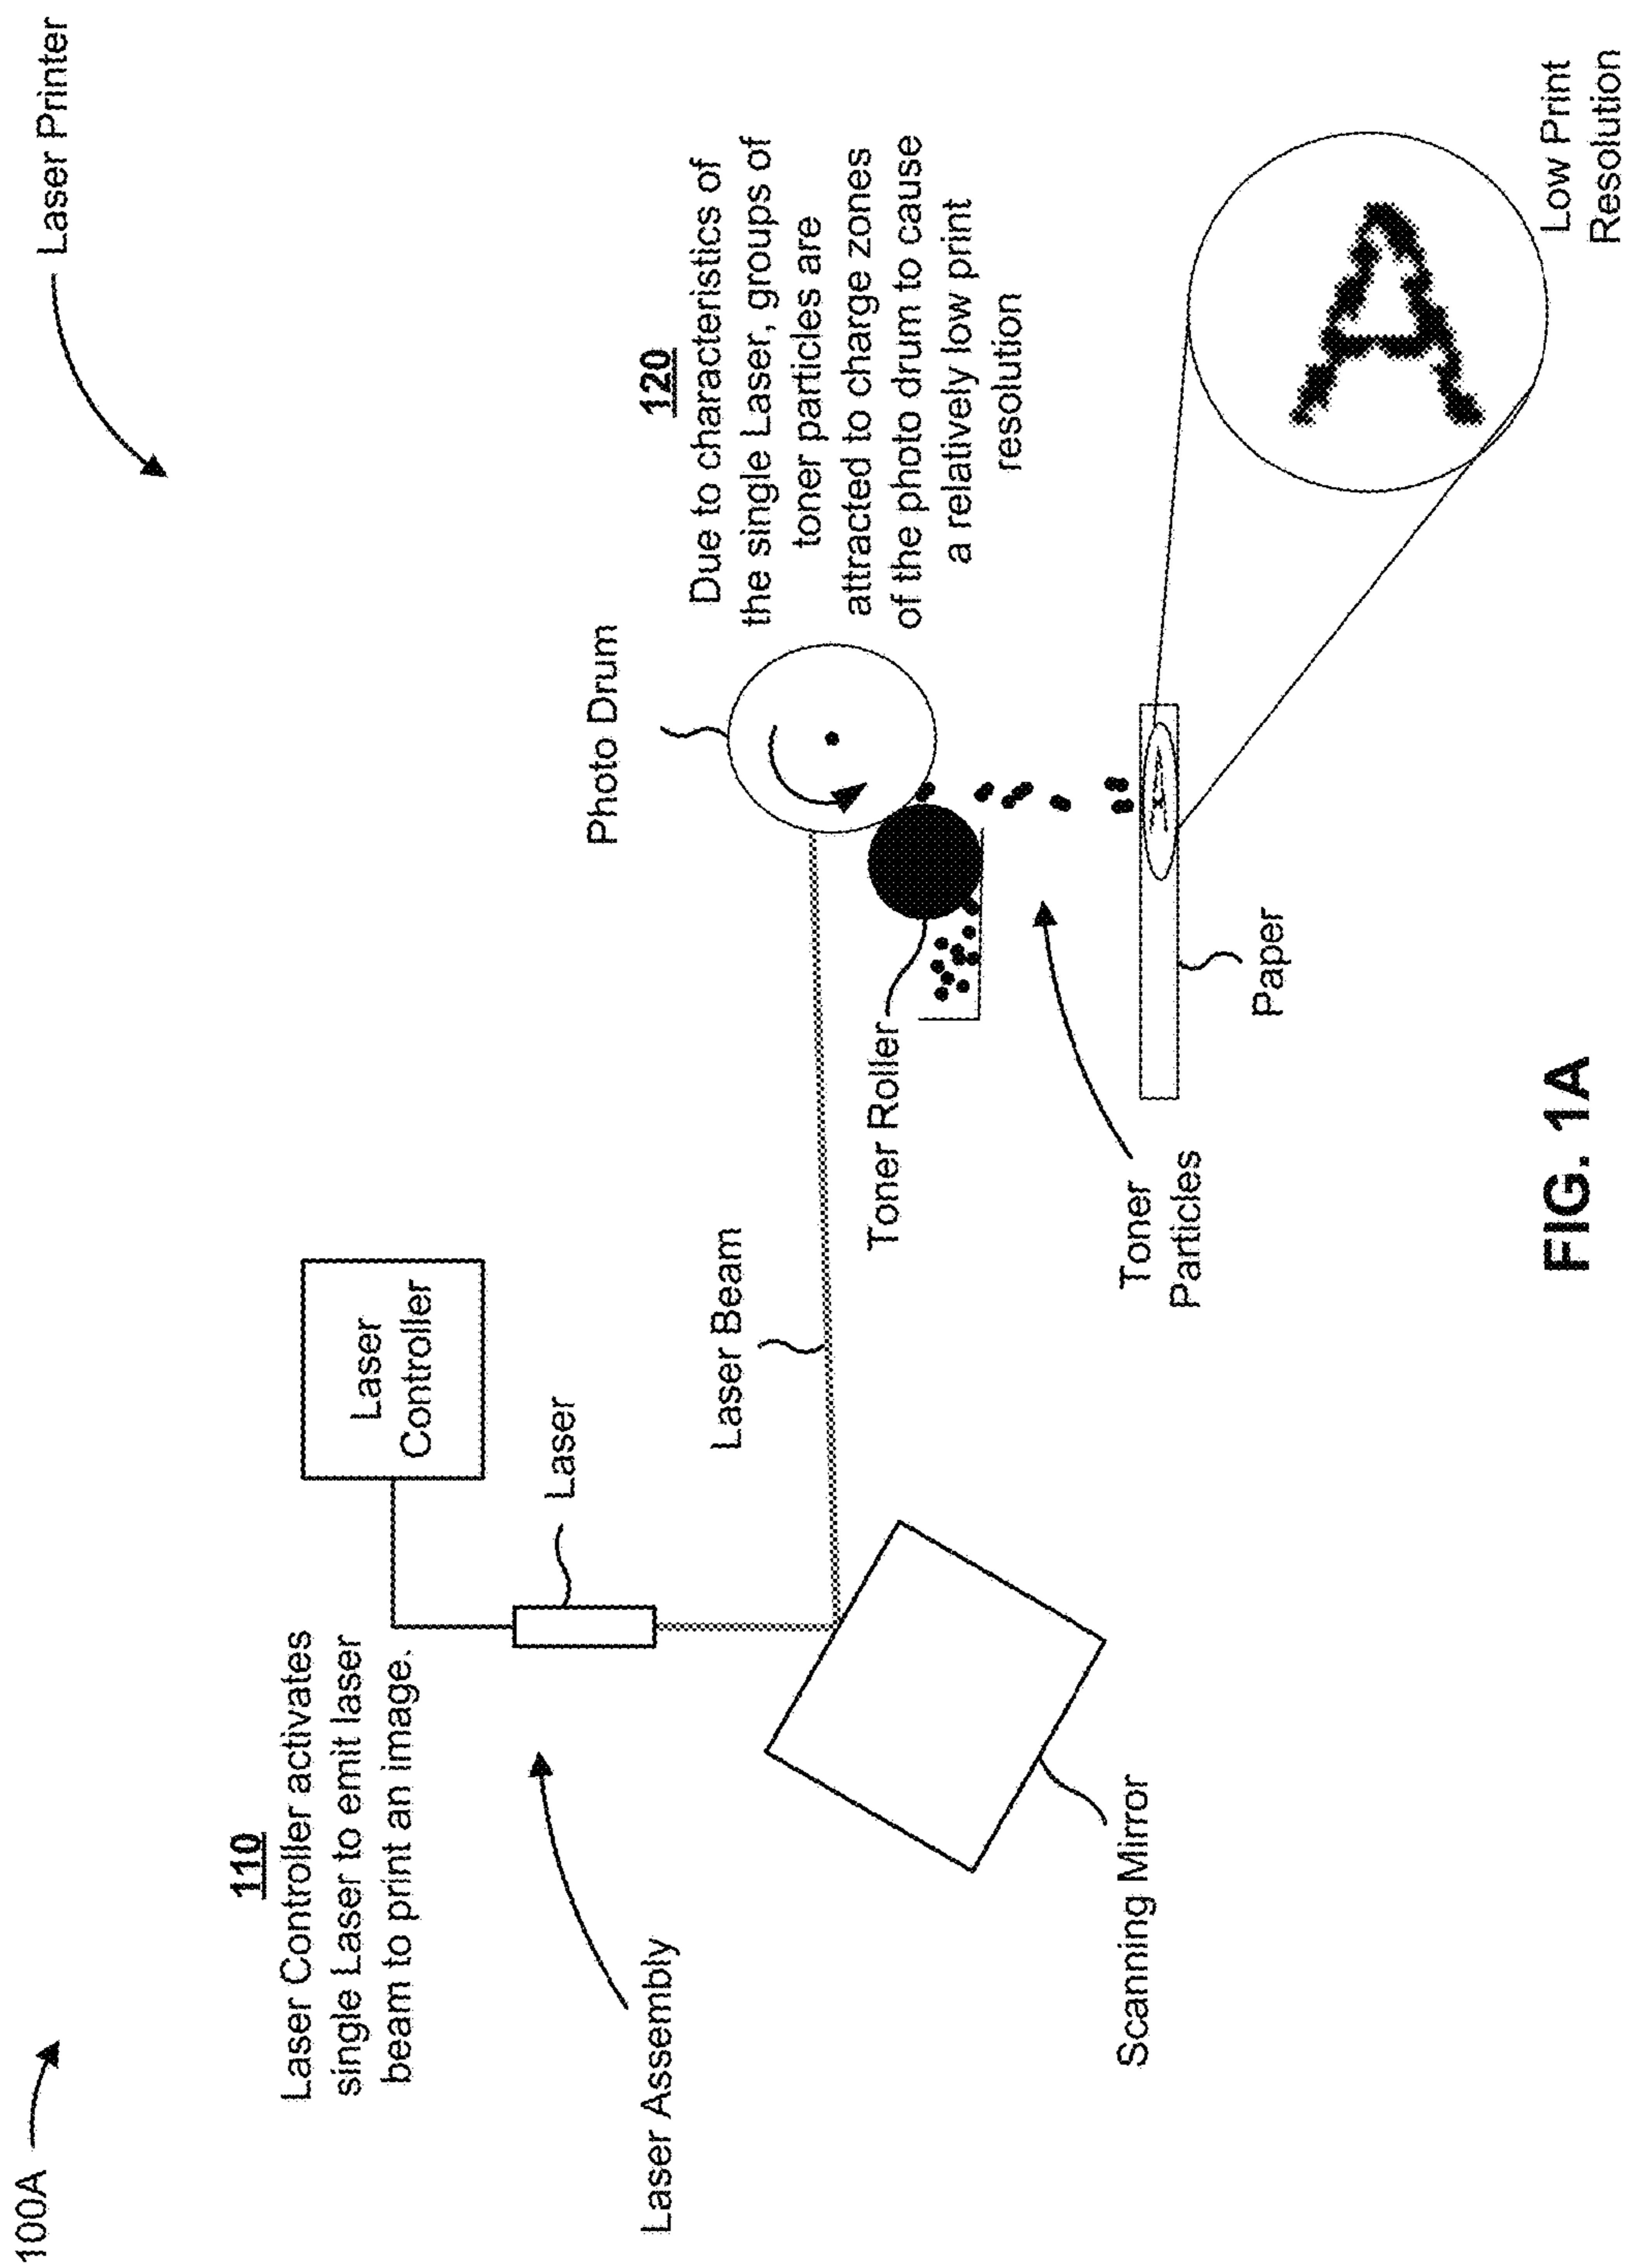 100A
Laser Printer
110
Laser Controller activates
single Laser to emit laser
beam to print an image.
Laser
Controller
Laser
Laser Assembly
Laser Beam
Scanning Mirror
Photo Drum
120
Due to characteristics of
the single Laser, groups of
toner particles are
attracted to charge zones
of the photo drum to cause
a relatively low print
resolution
Toner Roller
Toner
Particles
Paper
A
A
Low Print
Resolution
FIG. 1A